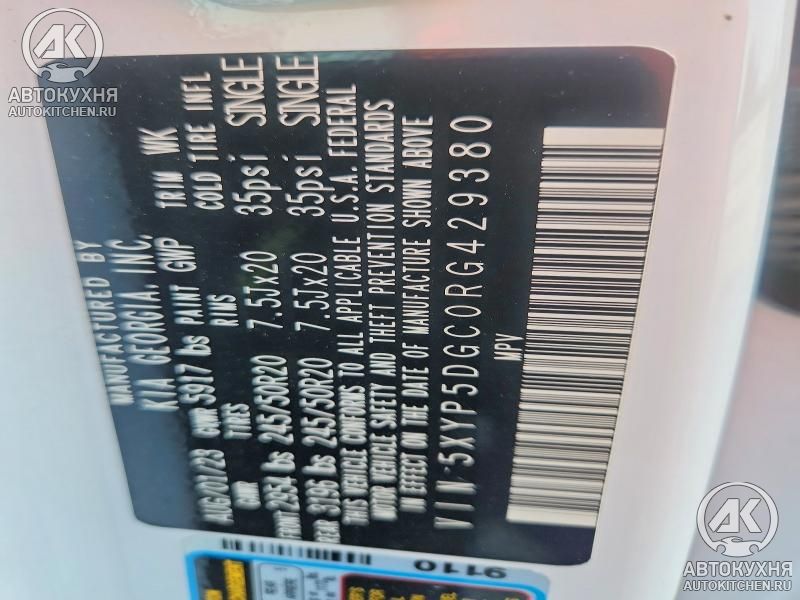 MANUFACTURED BY
KIA GEORGIA, INC.
AUG/01/23 GVWR 5917 lbs PAINT GWP TRIM WK
GWR TIRES RIMS COLD TIRE INFL
FRONT 2954 lbs 245/50R20 7.5Jx20 35psi SINGLE
REAR 3196 lbs 245/50R20 7.5Jx20 35psi SINGLE
THIS VEHICLE CONFORMS TO ALL APPLICABLE U.S.A. FEDERAL
MOTOR VEHICLE SAFETY AND THEFT PREVENTION STANDARDS
IN EFFECT ON THE DATE OF MANUFACTURE SHOWN ABOVE
VIN:5XYP5DGC0RG429380
MPV
9110
АК
АВТОКУХНЯ
AUTOKITCHEN.RU
АК
АВТОКУХНЯ
AUTOKITCHEN.RU